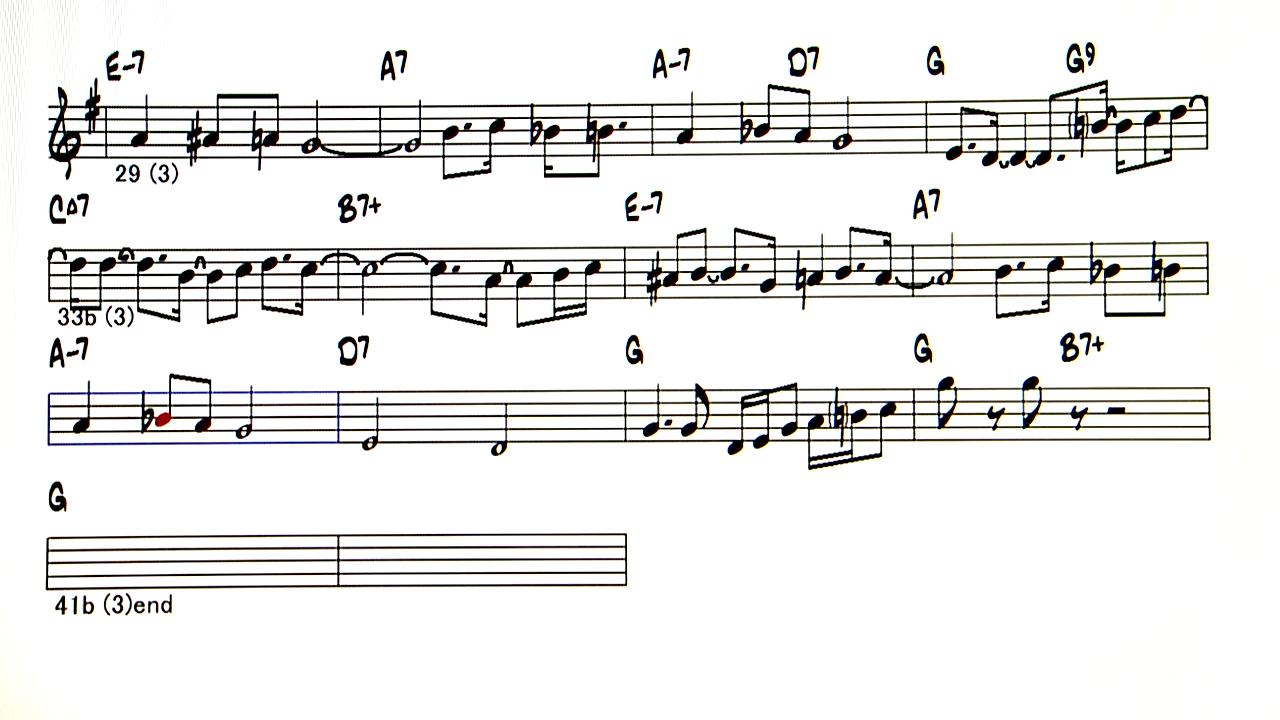 E-7 A7 A-7 D7 G G9
29 (3)
C∆7 B7+ E-7 A7
33b (3)
A-7 D7 G G B7+
G
41b (3)end